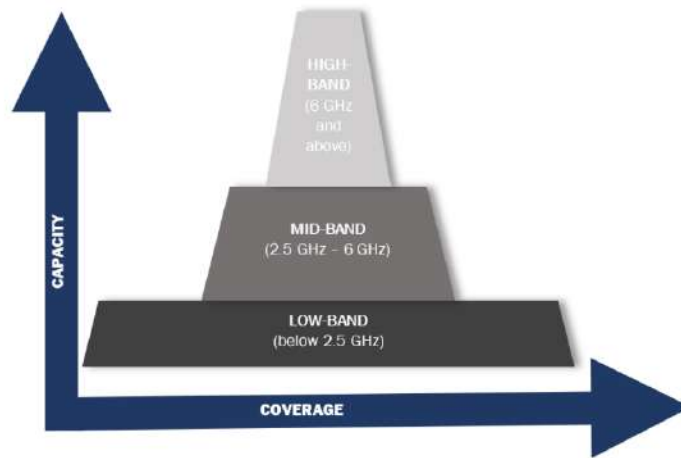 HIGH-
BAND
(6 GHz
and
above)
MID-BAND
(2.5 GHz – 6 GHz)
LOW-BAND
(below 2.5 GHz)
CAPACITY
COVERAGE